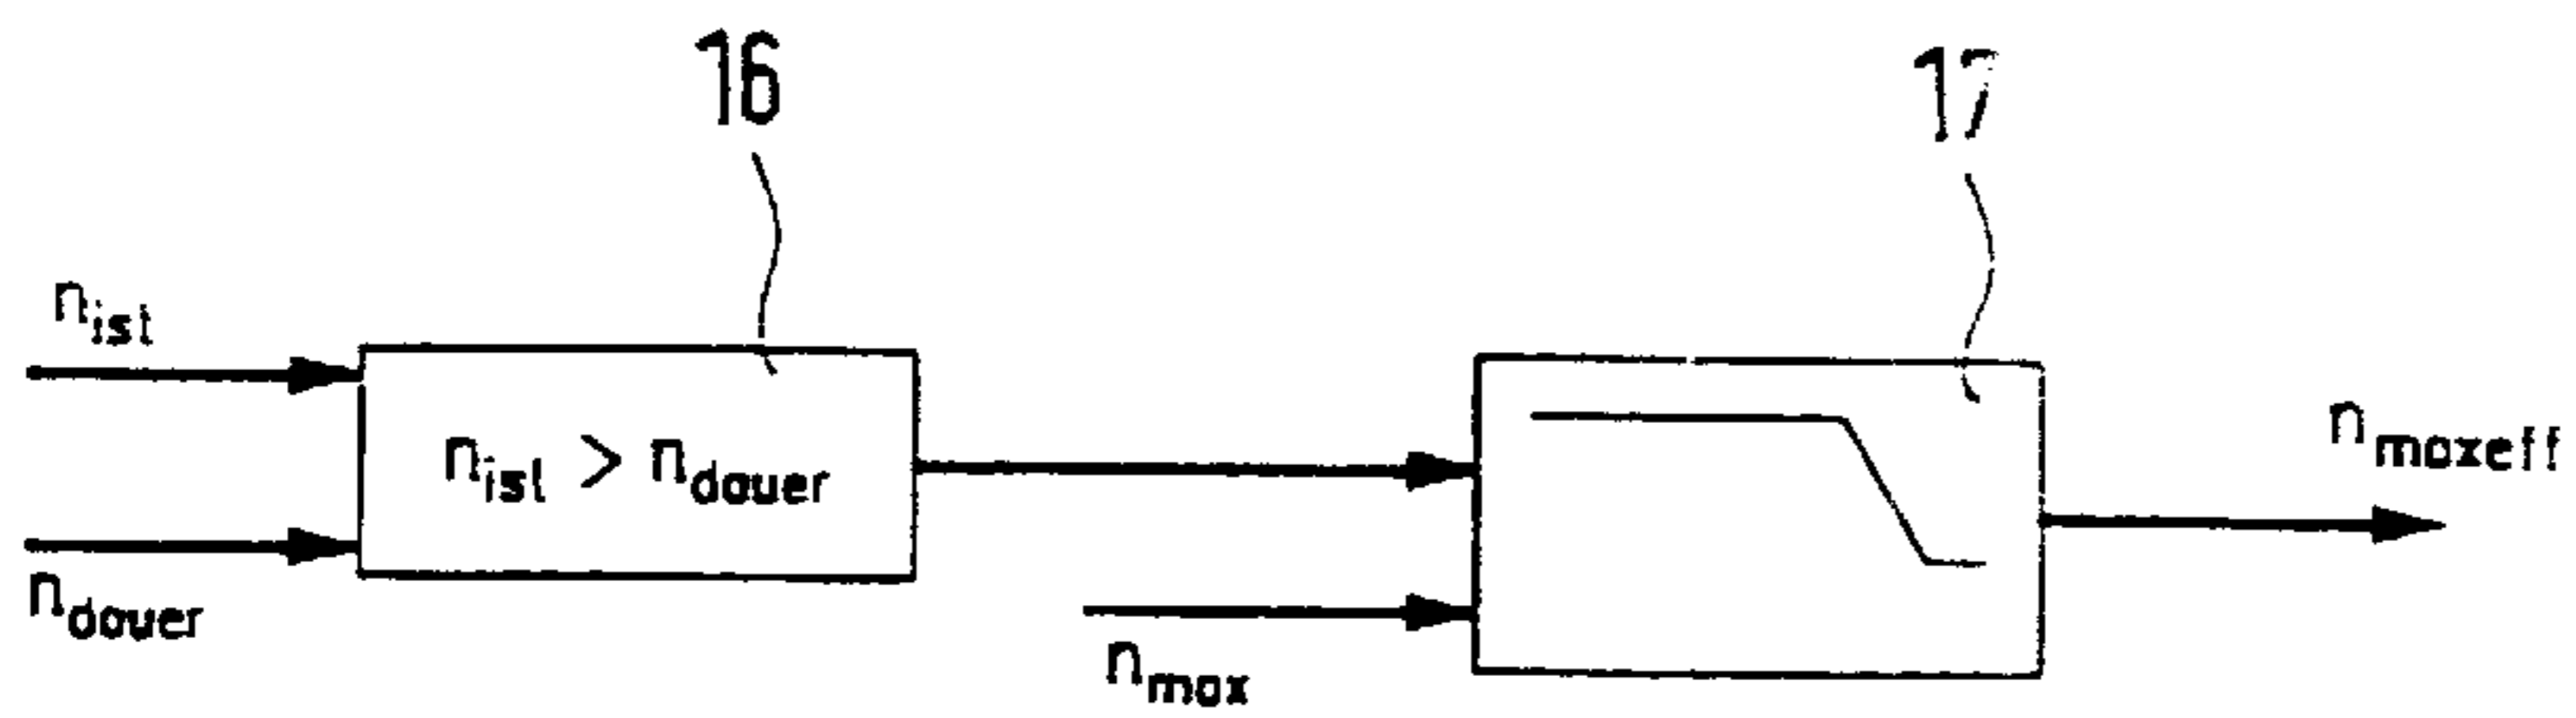 16
17
n_ist
n_ist > n_dauer
n_maxeff
n_dauer
n_max